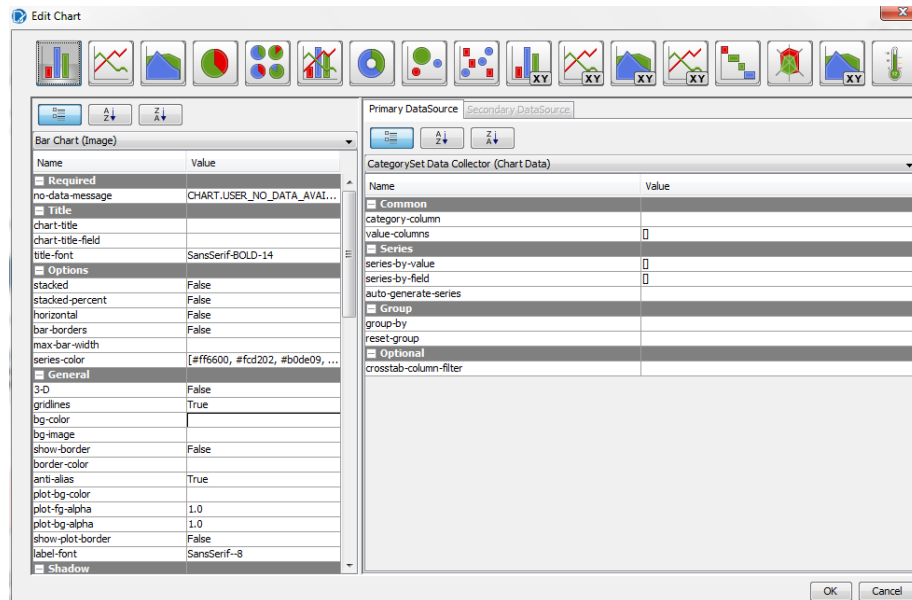 Edit Chart
XY XY XY XY XY
Primary DataSource Secondary DataSource
Bar Chart (Image)
Name Value
Required
no-data-message CHART.USER_NO_DATA_AVAI...
Title
chart-title
chart-title-field
title-font SansSerif-BOLD-14
Options
stacked False
stacked-percent False
horizontal False
bar-borders False
max-bar-width
series-color [#ff6600, #fcd202, #b0de09, ...
General
3-D False
gridlines True
bg-color
bg-image
show-border False
border-color
anti-alias True
plot-bg-color
plot-fg-alpha 1.0
plot-bg-alpha 1.0
show-plot-border False
label-font SansSerif--8
Shadow
CategorySet Data Collector (Chart Data)
Name Value
Common
category-column
value-columns []
Series
series-by-value []
series-by-field []
auto-generate-series
Group
group-by
reset-group
Optional
crosstab-column-filter
OK Cancel